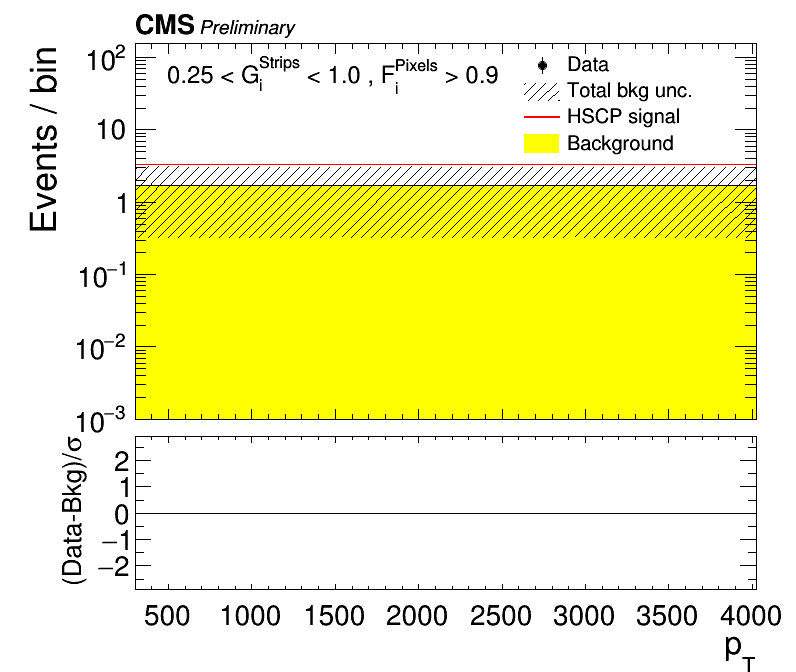 CMS Preliminary
0.25 < G_i^Strips < 1.0 , F_i^Pixels > 0.9
Data
Total bkg unc.
HSCP signal
Background
Events / bin
10²
10
1
10⁻¹
10⁻²
10⁻³
(Data-Bkg)/σ
2
1
0
−1
−2
500 1000 1500 2000 2500 3000 3500 4000
p_T